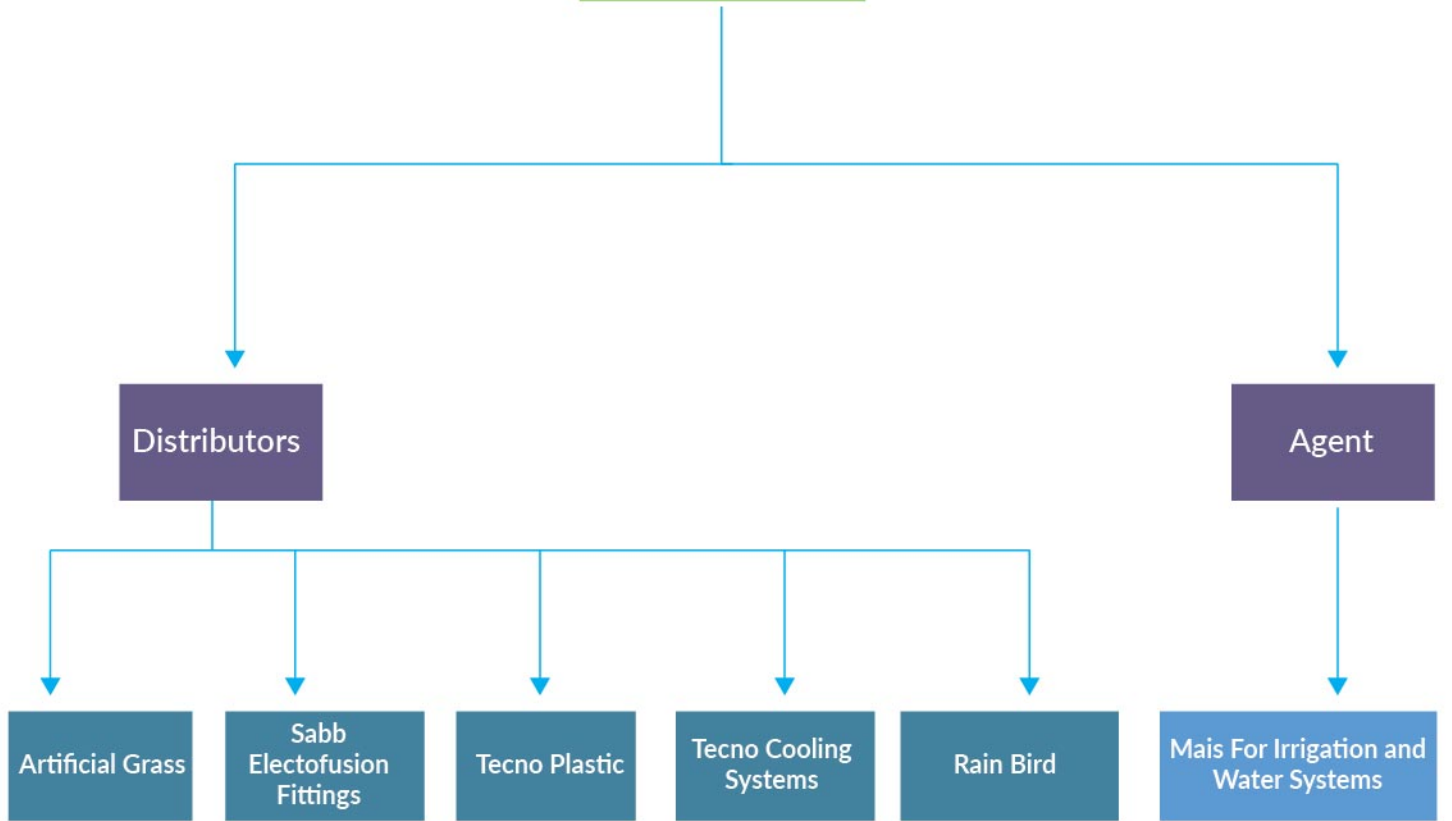 Distributors
Agent
Artificial Grass
Sabb
Electofusion
Fittings
Tecno Plastic
Tecno Cooling
Systems
Rain Bird
Mais For Irrigation and
Water Systems